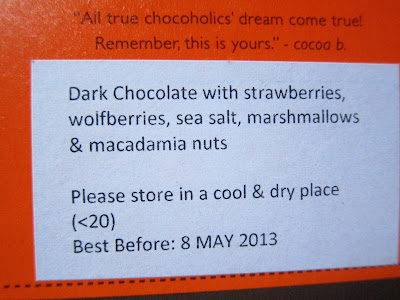 "All true chocoholics' dream come true!
Remember, this is yours." - cocoa b.
Dark Chocolate with strawberries,
wolfberries, sea salt, marshmallows
& macadamia nuts
Please store in a cool & dry place
(<20)
Best Before: 8 MAY 2013